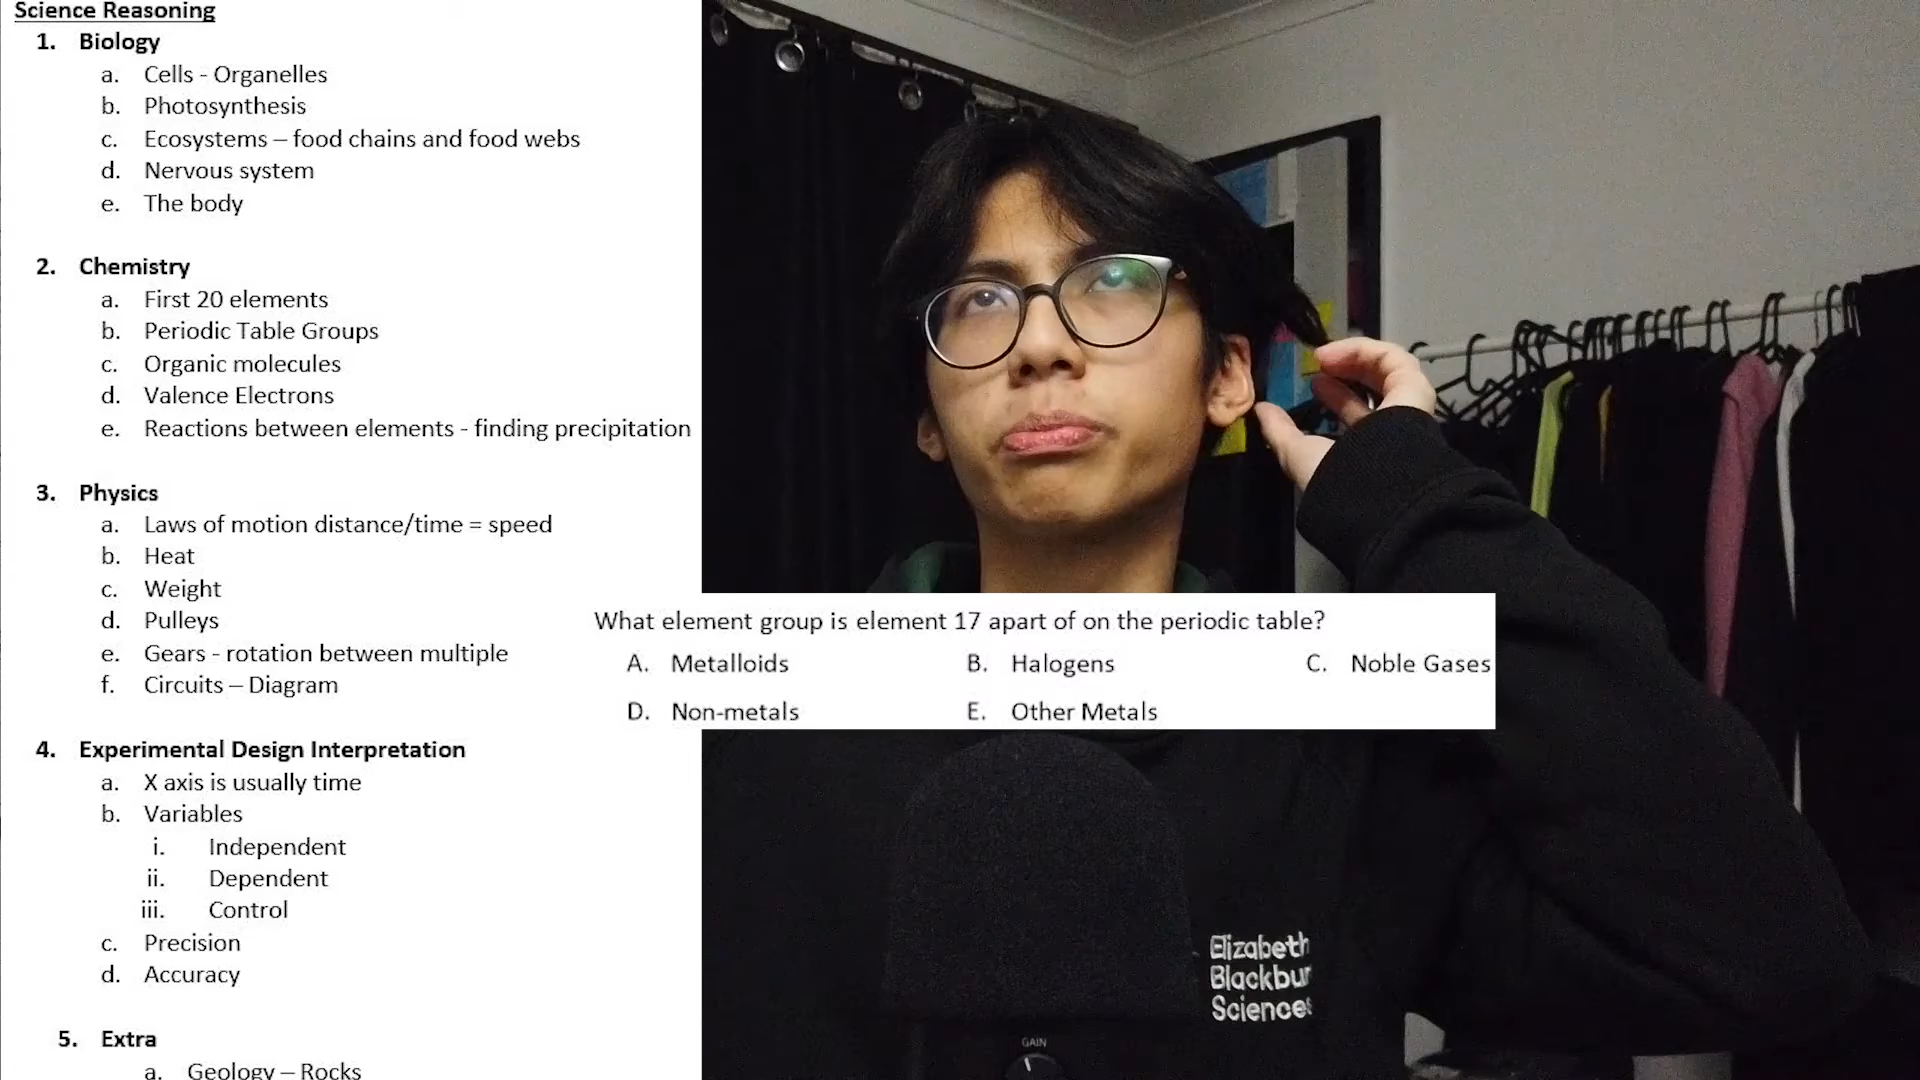 Science Reasoning
1. Biology
a. Cells - Organelles
b. Photosynthesis
c. Ecosystems – food chains and food webs
d. Nervous system
e. The body
2. Chemistry
a. First 20 elements
b. Periodic Table Groups
c. Organic molecules
d. Valence Electrons
e. Reactions between elements - finding precipitation
3. Physics
a. Laws of motion distance/time = speed
b. Heat
c. Weight
d. Pulleys
e. Gears - rotation between multiple
f. Circuits – Diagram
4. Experimental Design Interpretation
a. X axis is usually time
b. Variables
i. Independent
ii. Dependent
iii. Control
c. Precision
d. Accuracy
5. Extra
a. Geology – Rocks
What element group is element 17 apart of on the periodic table?
A. Metalloids B. Halogens C. Noble Gases
D. Non-metals E. Other Metals
Elizabeth
Blackbur
Sciences
GAIN